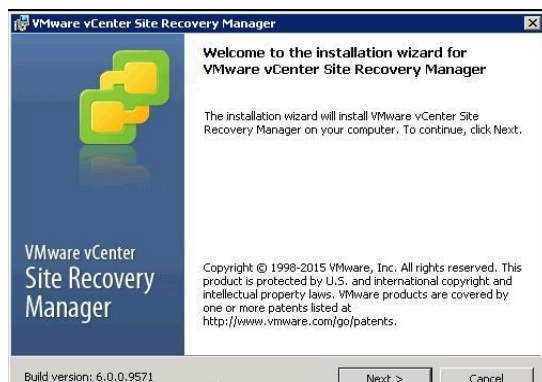 VMware vCenter Site Recovery Manager
Welcome to the installation wizard for
VMware vCenter Site Recovery Manager
The installation wizard will install VMware vCenter Site
Recovery Manager on your computer. To continue, click Next.
VMware vCenter
Site Recovery
Manager
Copyright © 1998-2015 VMware, Inc. All rights reserved. This
product is protected by U.S. and international copyright and
intellectual property laws. VMware products are covered by
one or more patents listed at
http://www.vmware.com/go/patents.
Build version: 6.0.0.9571
Next >
Cancel